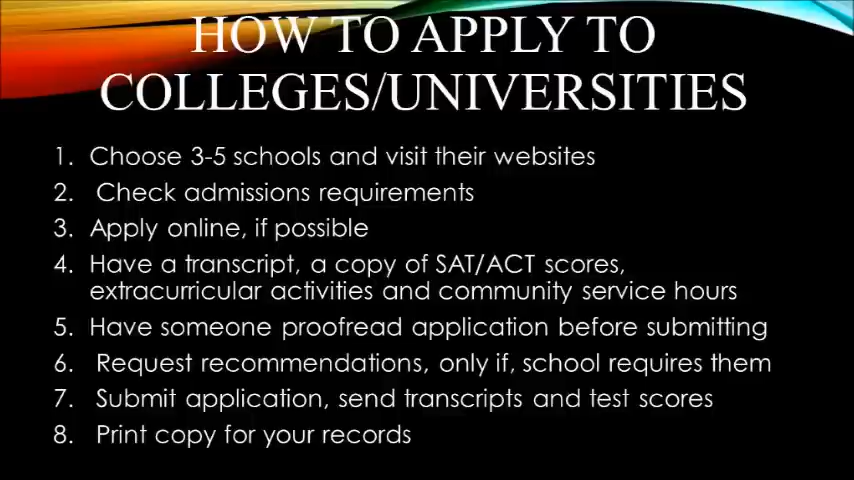 HOW TO APPLY TO
COLLEGES/UNIVERSITIES
1. Choose 3-5 schools and visit their websites
2. Check admissions requirements
3. Apply online, if possible
4. Have a transcript, a copy of SAT/ACT scores,
extracurricular activities and community service hours
5. Have someone proofread application before submitting
6. Request recommendations, only if, school requires them
7. Submit application, send transcripts and test scores
8. Print copy for your records